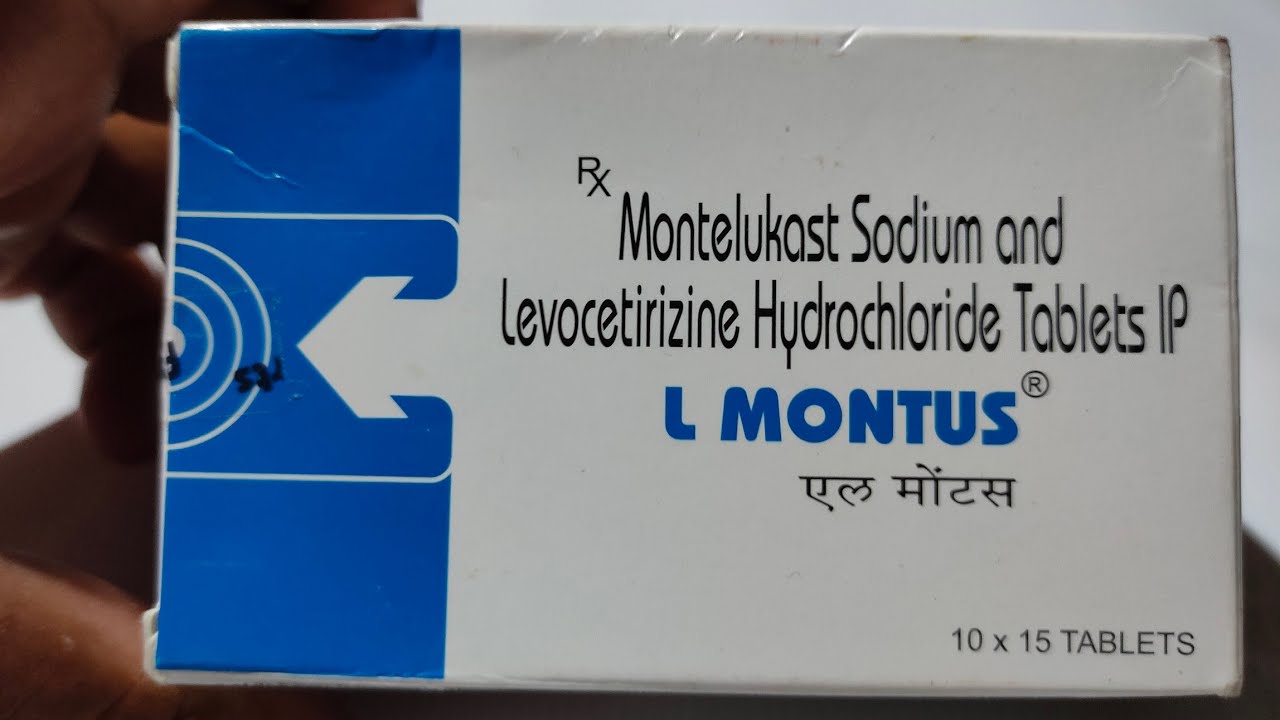 Rx
Montelukast Sodium and
Levocetirizine Hydrochloride Tablets IP
L MONTUS®
एल मोंटस
10 x 15 TABLETS